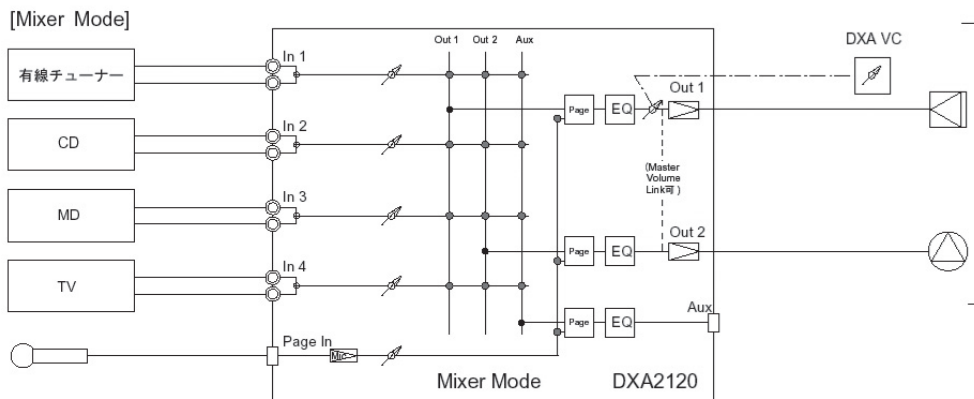 [Mixer Mode]
有線チューナー
CD
MD
TV
In 1
In 2
In 3
In 4
Page In
Mic
Out 1
Out 2
Aux
Page
EQ
Out 1
(Master
Volume
Link可)
Page
EQ
Out 2
Page
EQ
Aux
DXA VC
Mixer Mode
DXA2120